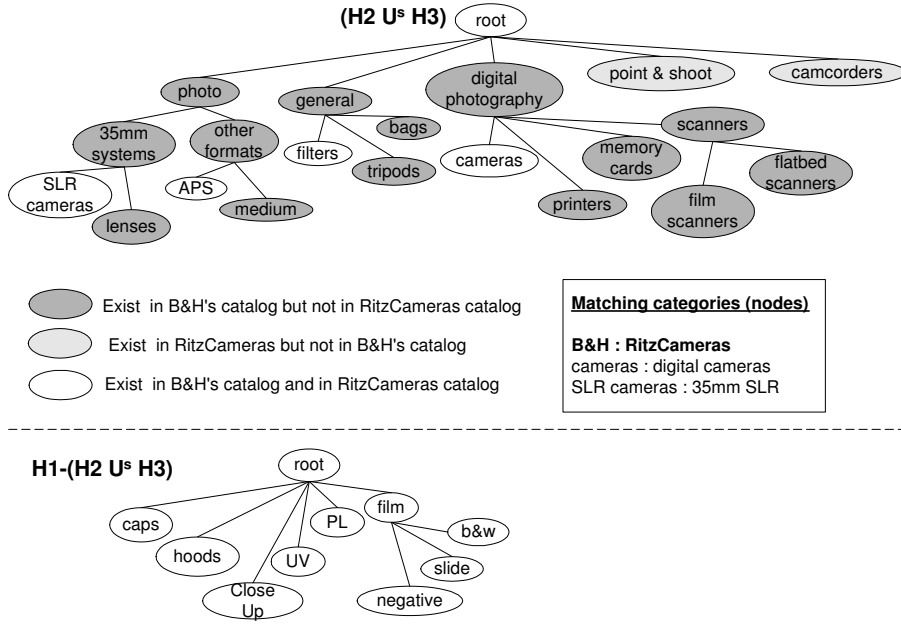 (H2 Uˢ H3)
root
point & shoot
camcorders
digital
photography
photo
general
bags
scanners
35mm
systems
other
formats
filters
tripods
cameras
memory
cards
flatbed
scanners
SLR
cameras
APS
medium
lenses
printers
film
scanners
Exist in B&H's catalog but not in RitzCameras catalog
Exist in RitzCameras but not in B&H's catalog
Exist in B&H's catalog and in RitzCameras catalog
Matching categories (nodes)
B&H : RitzCameras
cameras : digital cameras
SLR cameras : 35mm SLR
H1-(H2 Uˢ H3)
root
caps
hoods
Close
Up
UV
PL
film
b&w
slide
negative